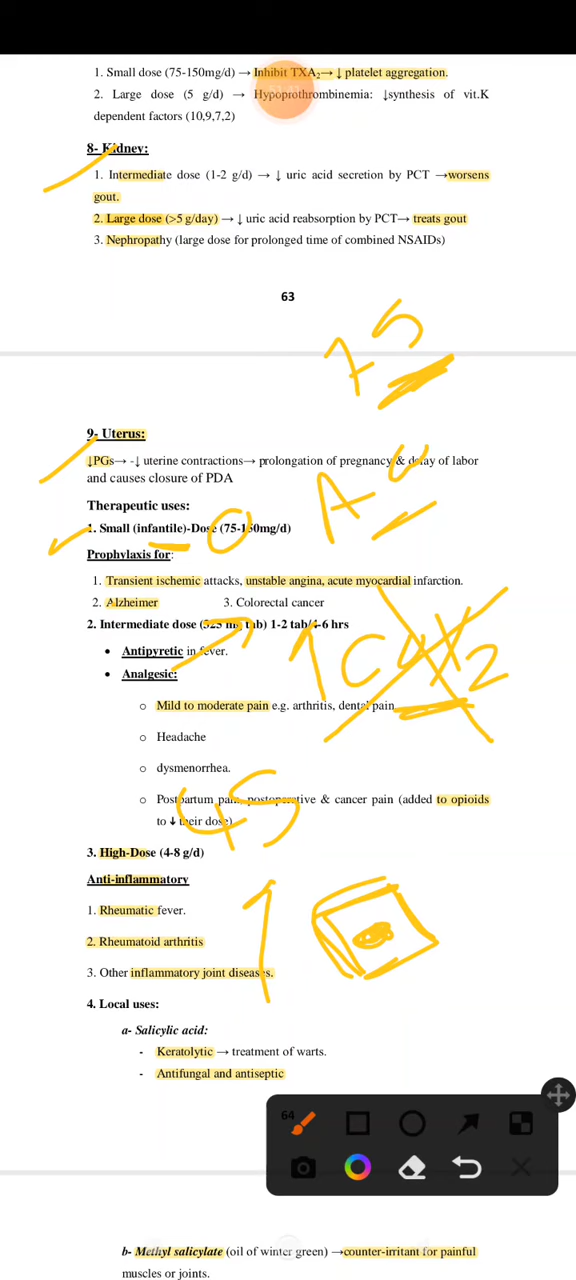 1. Small dose (75-150mg/d) → Inhibit TXA₂→ ↓ platelet aggregation.
2. Large dose (5 g/d) → Hypoprothrombinemia: ↓synthesis of vit.K
dependent factors (10,9,7,2)
8- Kidney:
1. Intermediate dose (1-2 g/d) → ↓ uric acid secretion by PCT →worsens
gout.
2. Large dose (>5 g/day) → ↓ uric acid reabsorption by PCT→ treats gout
3. Nephropathy (large dose for prolonged time of combined NSAIDs)
63
75
9- Uterus:
↓PGs→ -↓ uterine contractions→ prolongation of pregnancy & delay of labor
and causes closure of PDA
Therapeutic uses:
1. Small (infantile)-Dose (75-150mg/d)
Prophylaxis for:
1. Transient ischemic attacks, unstable angina, acute myocardial infarction.
2. Alzheimer 3. Colorectal cancer
2. Intermediate dose (325 mg tab) 1-2 tab/4-6 hrs
• Antipyretic in fever.
• Analgesic:
o Mild to moderate pain e.g. arthritis, dental pain
o Headache
o dysmenorrhea.
o Postpartum pain, postoperative & cancer pain (added to opioids
to ↓ their dose)
45
3. High-Dose (4-8 g/d)
Anti-inflammatory
1. Rheumatic fever.
2. Rheumatoid arthritis
3. Other inflammatory joint diseases.
4. Local uses:
a- Salicylic acid:
- Keratolytic → treatment of warts.
- Antifungal and antiseptic
64
b- Methyl salicylate (oil of winter green) →counter-irritant for painful
muscles or joints.